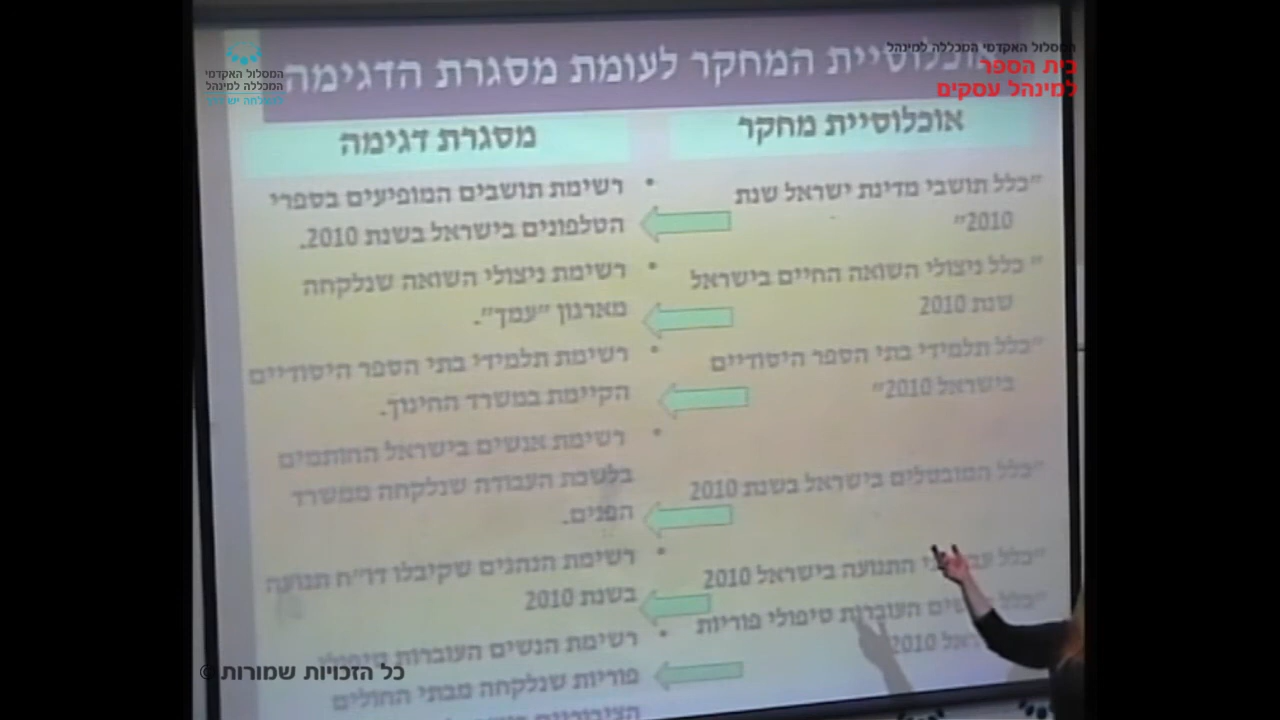 המסלול האקדמי המכללה למינהל
בית הספר
למינהל עסקים
המסלול האקדמי
המכללה למינהל
אוכלוסיית המחקר לעומת מסגרת הדגימה
אוכלוסיית מחקר
"כלל תושבי מדינת ישראל שנת
2010"
" כלל ניצולי השואה החיים בישראל
שנת 2010
"כלל תלמידי בתי הספר היסודיים
בישראל 2010"
"כלל המובטלים בישראל בשנת 2010
"כלל התנועה בישראל 2010
"כלל העוברות טיפולי פוריות
2010
מסגרת דגימה
• רשימת תושבים המופיעים בספרי
הטלפונים בישראל בשנת 2010.
• רשימת ניצולי השואה שנלקחה
מארגון "עמך".
• רשימת תלמידי בתי הספר היסודיים
הקיימת במשרד החינוך.
• רשימת אנשים בישראל החותמים
בלשכת העבודה שנלקחה ממשרד
הפנים.
• רשימת הנהגים שקיבלו דו"ח תנועה
בשנת 2010
• רשימת הנשים העוברות טיפולי
פוריות שנלקחה מבתי החולים
הציבוריים
כל הזכויות שמורות ©